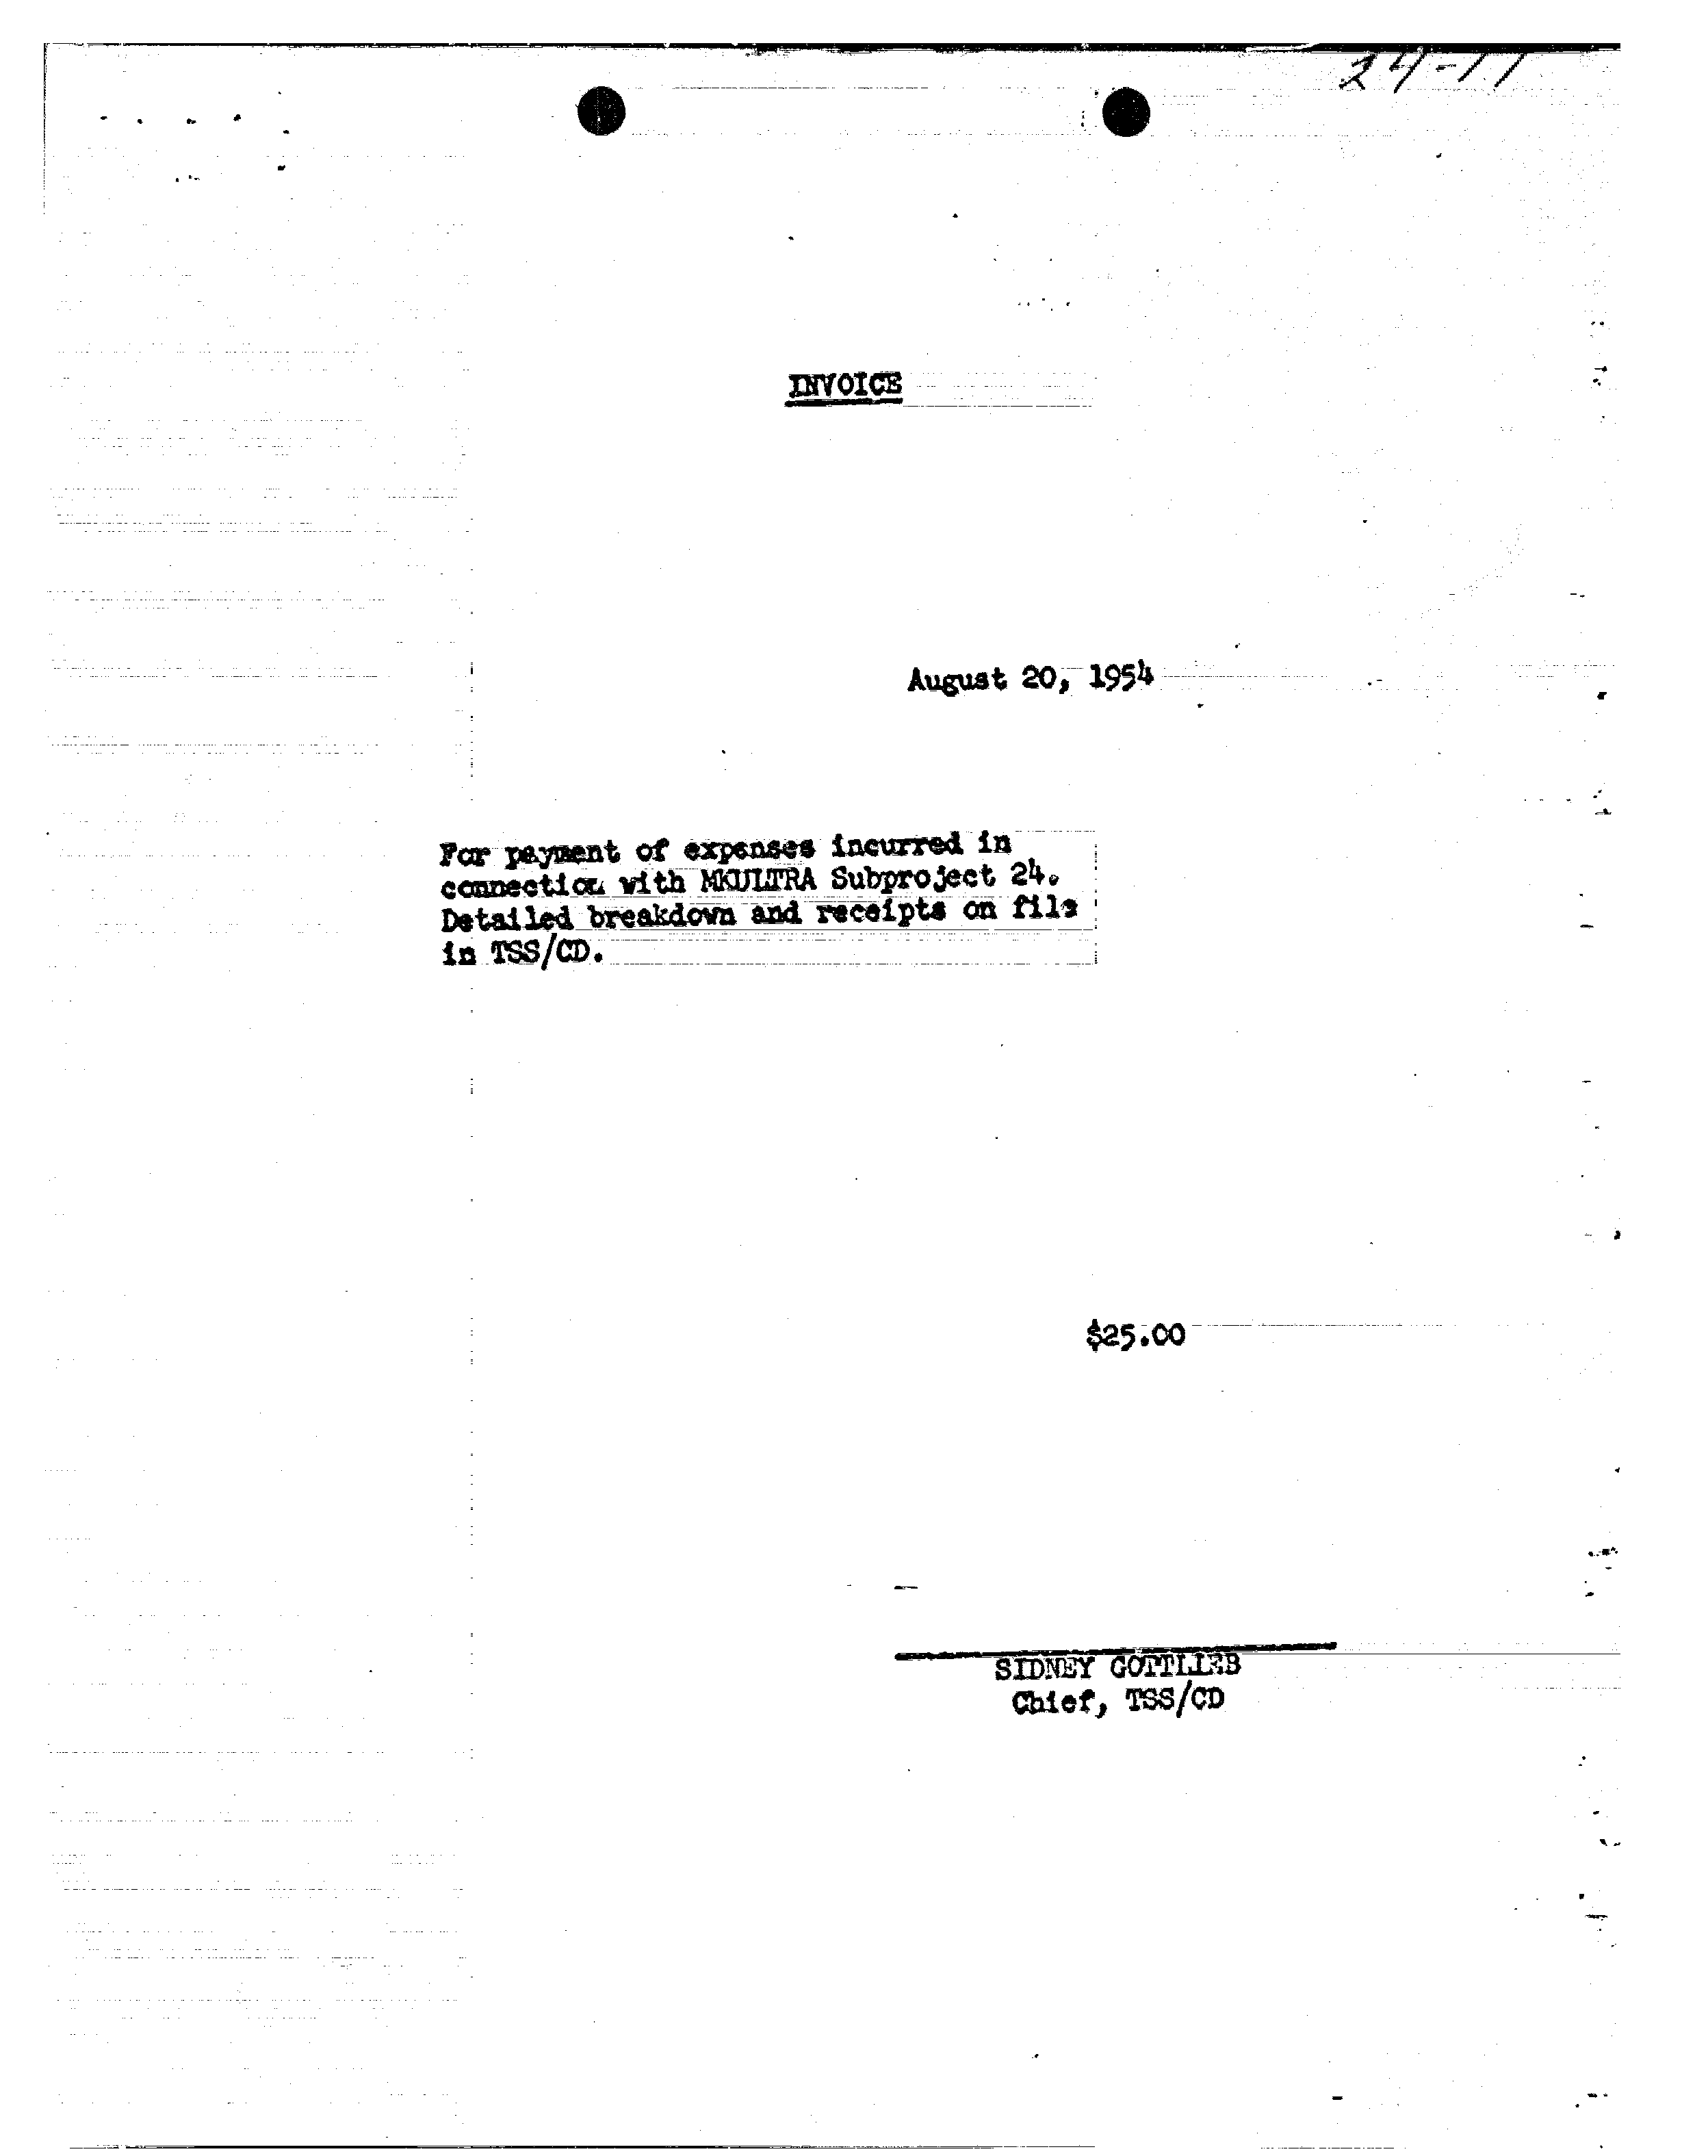 24-11
INVOICE
August 20, 1954
For payment of expenses incurred in
connection with MKULTRA Subproject 24.
Detailed breakdown and receipts on file
in TSS/CD.
$25.00
SIDNEY GOTTLIEB
Chief, TSS/CD